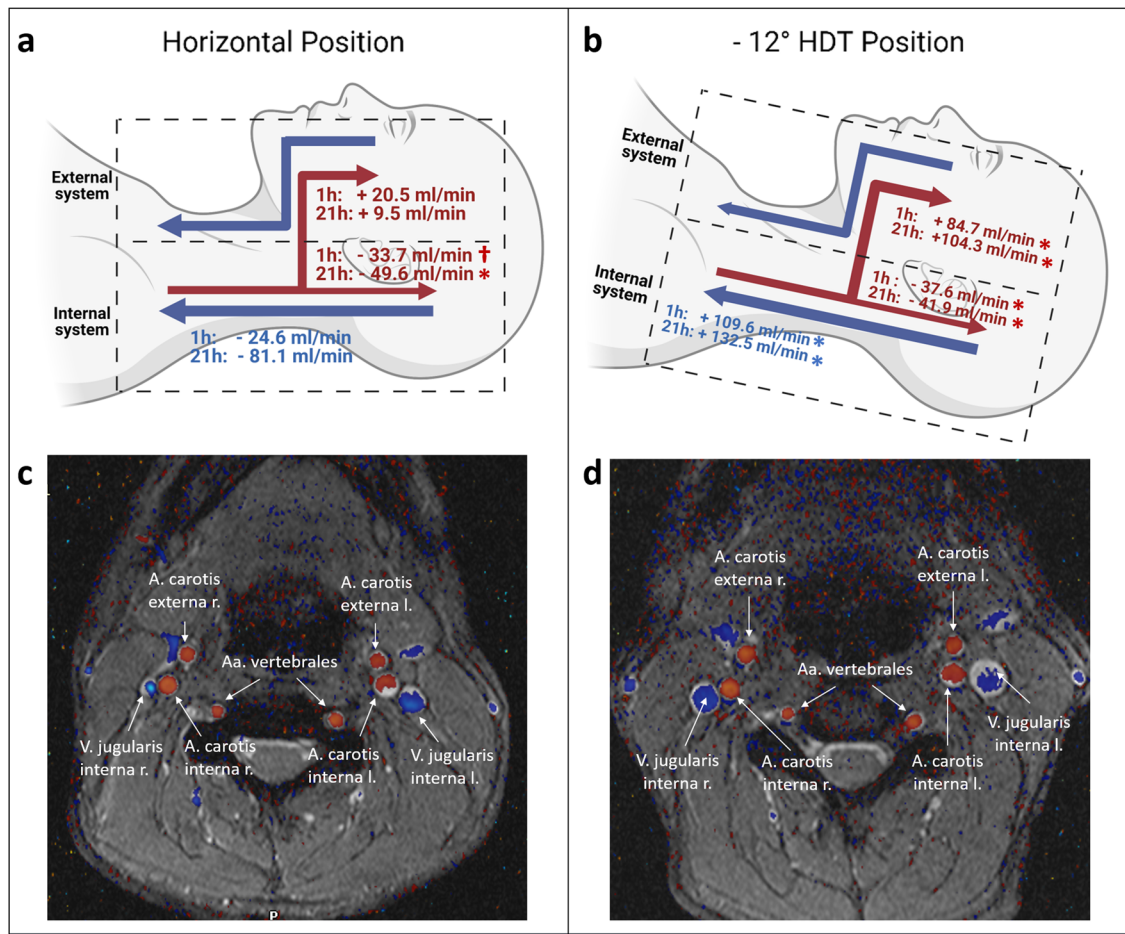 a
Horizontal Position
External
system
1h: + 20.5 ml/min
21h: + 9.5 ml/min
1h: - 33.7 ml/min †
21h: - 49.6 ml/min *
Internal
system
1h: - 24.6 ml/min
21h: - 81.1 ml/min
b
- 12° HDT Position
External
system
1h: + 84.7 ml/min *
21h: +104.3 ml/min *
1h : - 37.6 ml/min *
21h: - 41.9 ml/min *
Internal
system
1h: + 109.6 ml/min *
21h: + 132.5 ml/min *
c
A. carotis
externa r.
A. carotis
externa l.
Aa. vertebrales
V. jugularis
interna r.
A. carotis
interna r.
A. carotis
interna l.
V. jugularis
interna l.
P
d
A. carotis
externa r.
A. carotis
externa l.
Aa. vertebrales
V. jugularis
interna r.
A. carotis
interna r.
A. carotis
interna l.
V. jugularis
interna l.